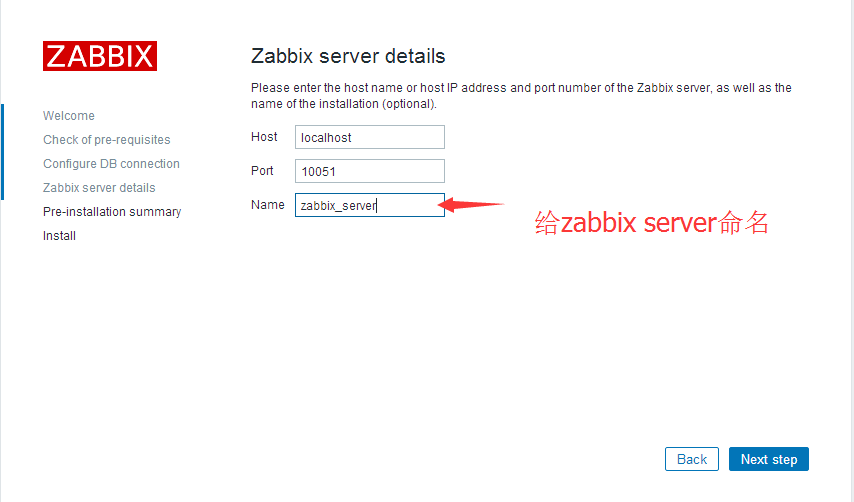 ZABBIX
Zabbix server details
Please enter the host name or host IP address and port number of the Zabbix server, as well as the
name of the installation (optional).
Welcome
Check of pre-requisites
Configure DB connection
Zabbix server details
Pre-installation summary
Install
Host localhost
Port 10051
Name zabbix_server
给zabbix server命名
Back Next step